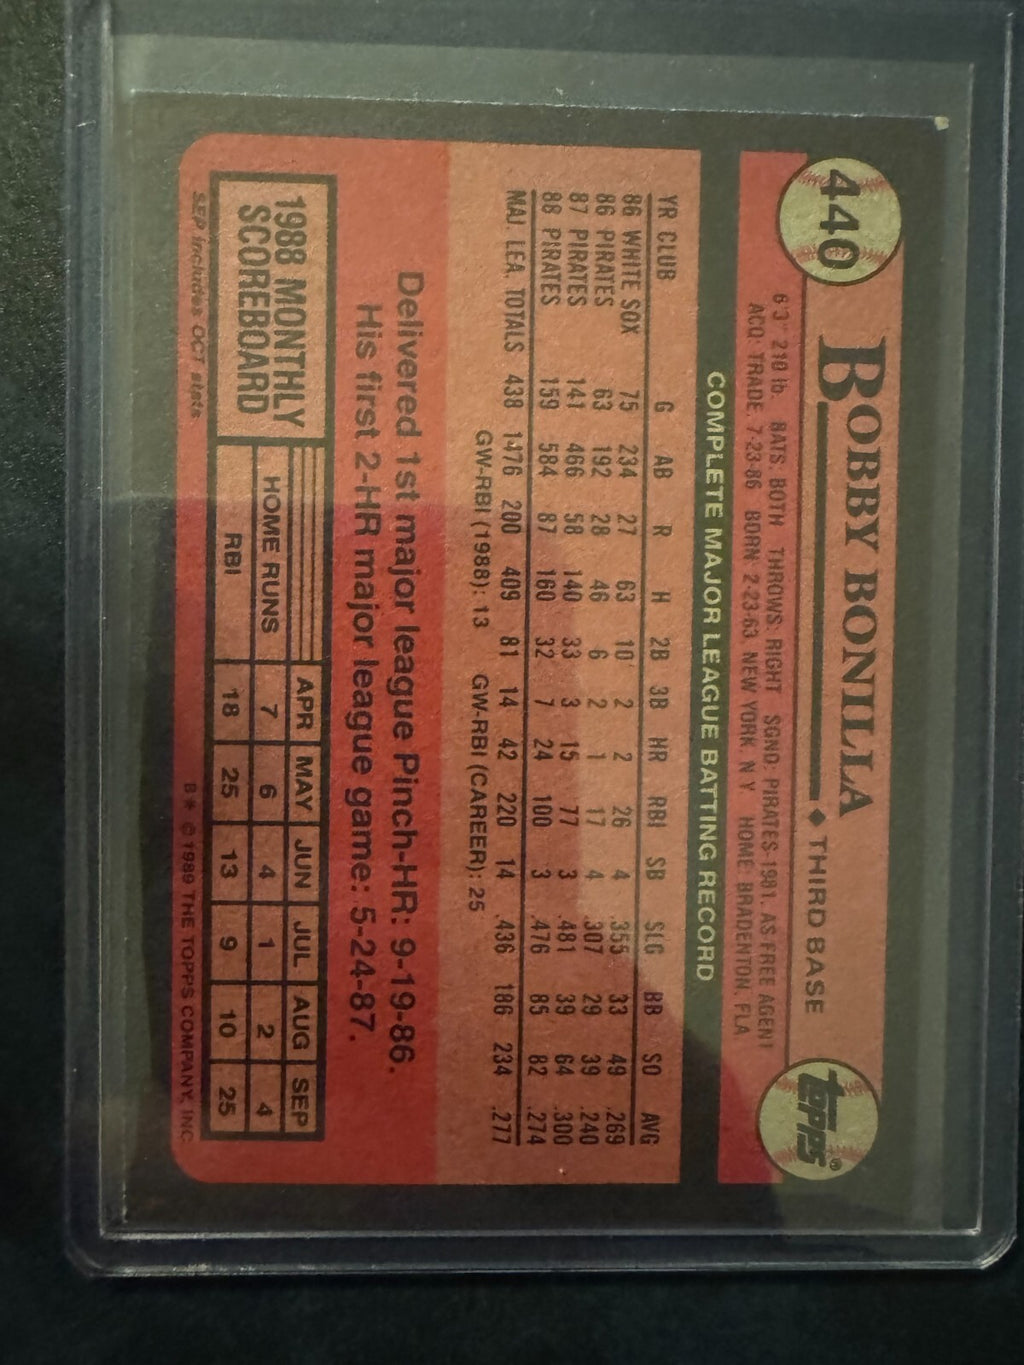 440
BOBBY BONILLA ♦ THIRD BASE
topps®
6'3" 210 lb. BATS: BOTH THROWS: RIGHT SGND: PIRATES-1981, AS FREE AGENT
ACQ: TRADE, 7-23-86 BORN: 2-23-63, NEW YORK, N.Y. HOME: BRADENTON, FLA.
COMPLETE MAJOR LEAGUE BATTING RECORD
YR CLUB G AB R H 2B 3B HR RBI SB SLG BB SO AVG
86 WHITE SOX 75 234 27 63 10 2 2 26 4 .355 33 49 .269
86 PIRATES 63 192 28 46 6 2 1 17 4 .307 29 39 .240
87 PIRATES 141 466 58 140 33 3 15 77 3 .481 39 64 .300
88 PIRATES 159 584 87 160 32 7 24 100 3 .476 85 82 .274
MAJ. LEA. TOTALS 438 1476 200 409 81 14 42 220 14 .436 186 234 .277
GW-RBI (1988): 13 GW-RBI (CAREER): 25
Delivered 1st major league Pinch-HR: 9-19-86.
His first 2-HR major league game: 5-24-87.
1988 MONTHLY
SCOREBOARD
APR MAY JUN JUL AUG SEP
HOME RUNS 7 6 4 1 2 4
RBI 18 25 13 9 10 25
SEP includes OCT stats
B* © 1989 THE TOPPS COMPANY, INC.